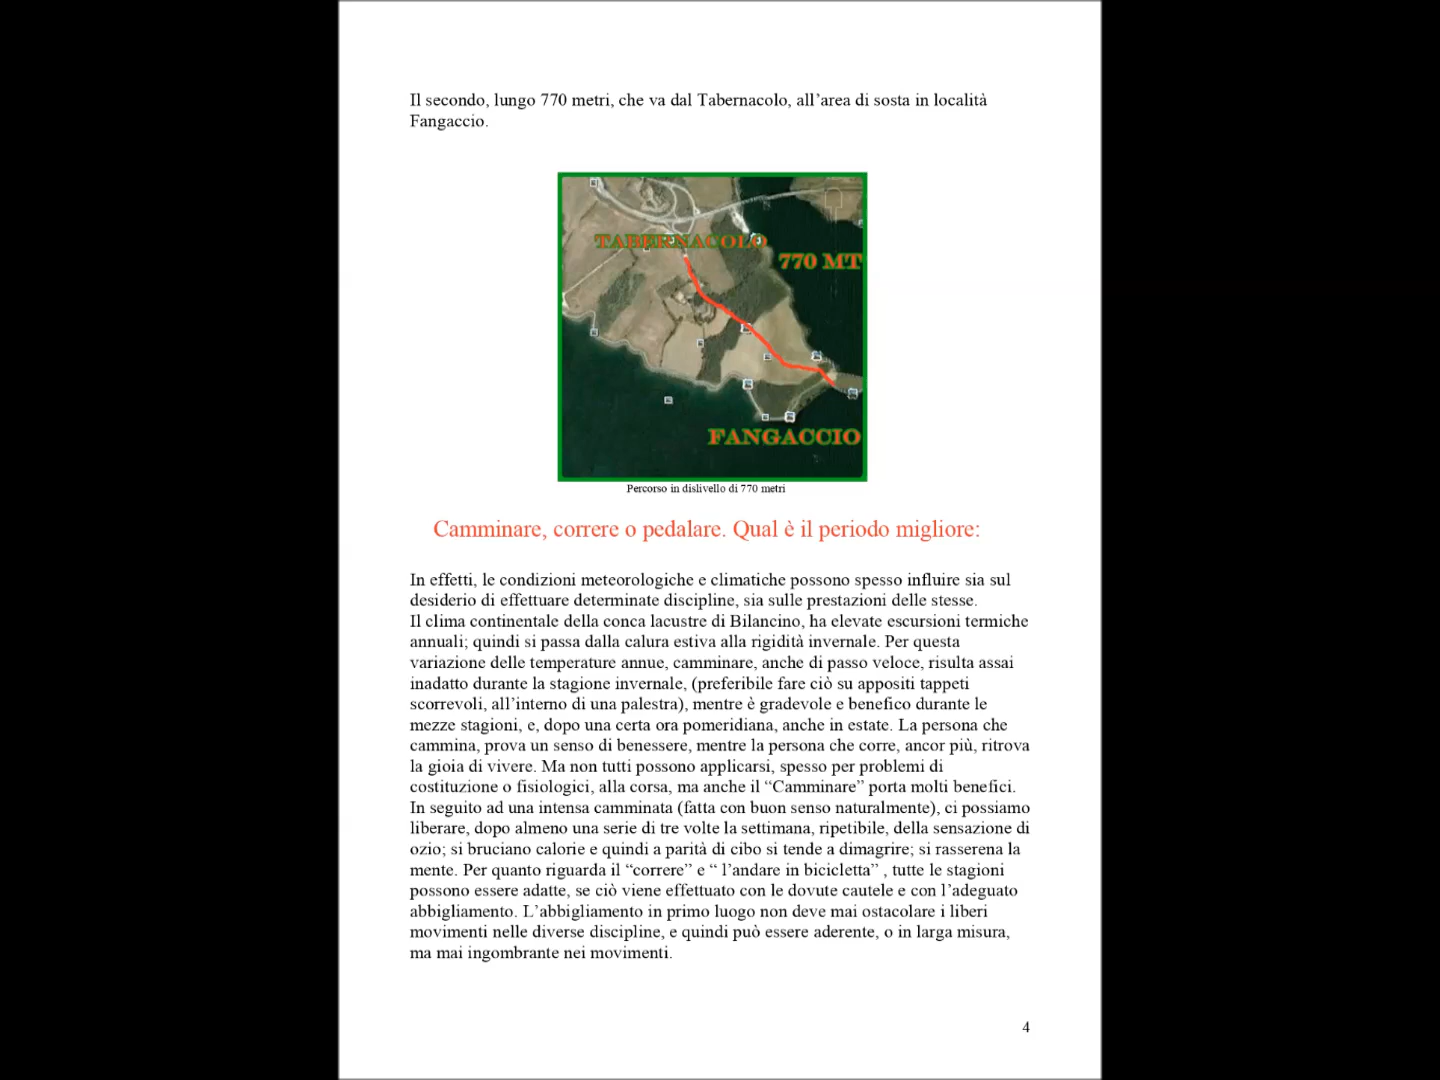 Il secondo, lungo 770 metri, che va dal Tabernacolo, all’area di sosta in località
Fangaccio.
TABERNACOLO
770 MT
FANGACCIO
Percorso in dislivello di 770 metri
Camminare, correre o pedalare. Qual è il periodo migliore:
In effetti, le condizioni meteorologiche e climatiche possono spesso influire sia sul
desiderio di effettuare determinate discipline, sia sulle prestazioni delle stesse.
Il clima continentale della conca lacustre di Bilancino, ha elevate escursioni termiche
annuali; quindi si passa dalla calura estiva alla rigidità invernale. Per questa
variazione delle temperature annue, camminare, anche di passo veloce, risulta assai
inadatto durante la stagione invernale, (preferibile fare ciò su appositi tappeti
scorrevoli, all’interno di una palestra), mentre è gradevole e benefico durante le
mezze stagioni, e, dopo una certa ora pomeridiana, anche in estate. La persona che
cammina, prova un senso di benessere, mentre la persona che corre, ancor più, ritrova
la gioia di vivere. Ma non tutti possono applicarsi, spesso per problemi di
costituzione o fisiologici, alla corsa, ma anche il “Camminare” porta molti benefici.
In seguito ad una intensa camminata (fatta con buon senso naturalmente), ci possiamo
liberare, dopo almeno una serie di tre volte la settimana, ripetibile, della sensazione di
ozio; si bruciano calorie e quindi a parità di cibo si tende a dimagrire; si rasserena la
mente. Per quanto riguarda il “correre” e “ l’andare in bicicletta” , tutte le stagioni
possono essere adatte, se ciò viene effettuato con le dovute cautele e con l’adeguato
abbigliamento. L’abbigliamento in primo luogo non deve mai ostacolare i liberi
movimenti nelle diverse discipline, e quindi può essere aderente, o in larga misura,
ma mai ingombrante nei movimenti.
4